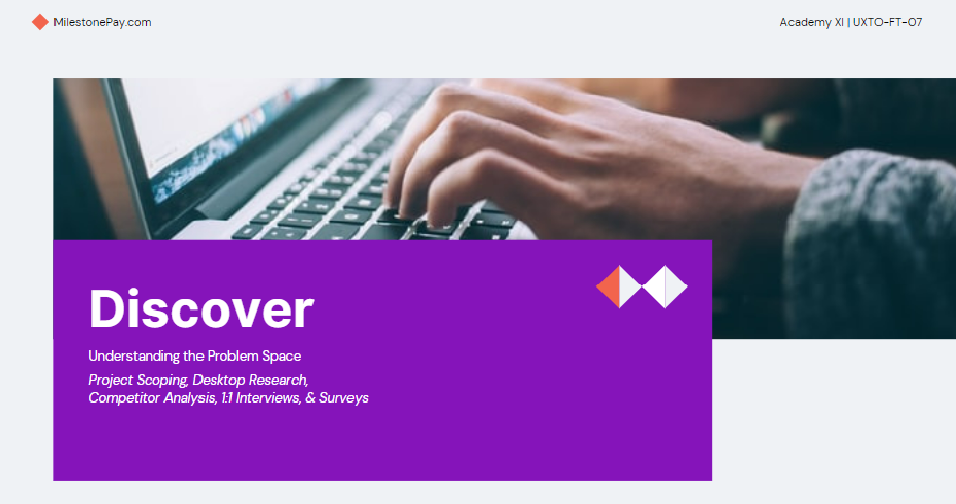 MilestonePay.com
Academy XI || UXTO-FT-07
Discover
Understanding the Problem Space
Project Scoping, Desktop Research,
Competitor Analysis, 1:1 Interviews, & Surveys